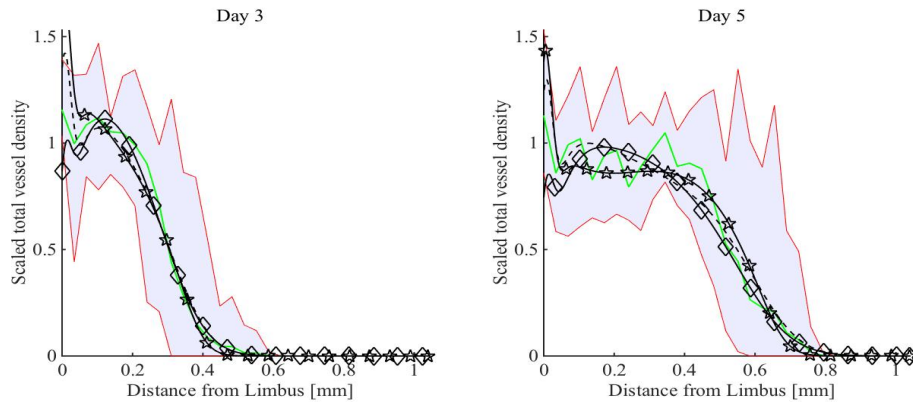 Day 3
1.5
1
0.5
0
Scaled total vessel density
0 0.2 0.4 0.6 0.8 1
Distance from Limbus [mm]
Day 5
1.5
1
0.5
0
Scaled total vessel density
0 0.2 0.4 0.6 0.8 1
Distance from Limbus [mm]